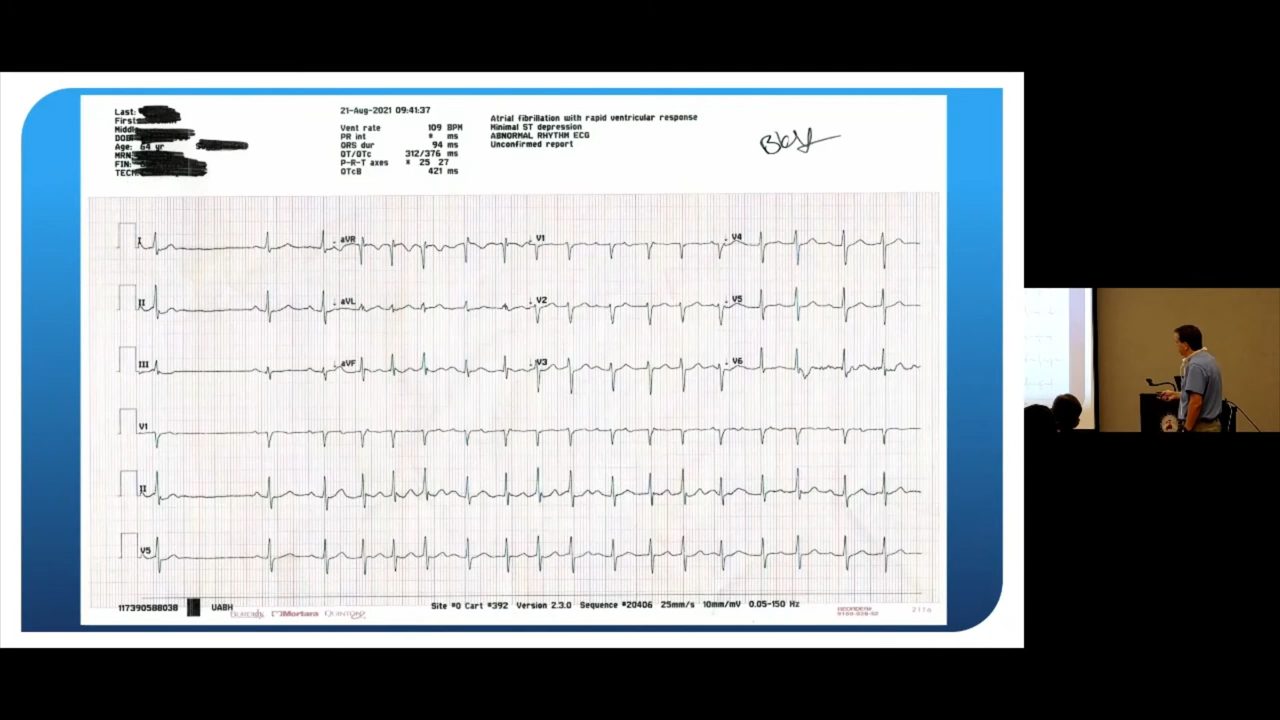 Last:
First:
Middl
DOB:
Age: 64 yr
MRN:
FIN:
TECH
21-Aug-2021 09:41:37
Vent rate 109 BPM
PR int * ms
QRS dur 94 ms
QT/QTc 312/376 ms
P-R-T axes * 25 27
QTcB 421 ms
Atrial fibrillation with rapid ventricular response
Minimal ST depression
ABNORMAL RHYTHM ECG
Unconfirmed report
I aVR V1 V4
II aVL V2 V5
III aVF V3 V6
V1
II
V5
117390588038 UABH Site #0 Cart #392 Version 2.3.0 Sequence #20406 25mm/s 10mm/mV 0.05-150 Hz
BURDICK Mortara QUINTON